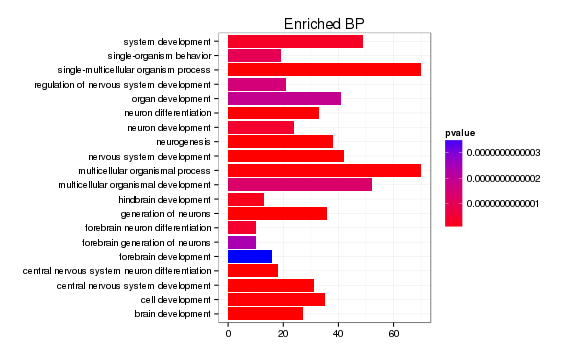 Enriched BP
system development
single-organism behavior
single-multicellular organism process
regulation of nervous system development
organ development
neuron differentiation
neuron development
neurogenesis
nervous system development
multicellular organismal process
multicellular organismal development
hindbrain development
generation of neurons
forebrain neuron differentiation
forebrain generation of neurons
forebrain development
central nervous system neuron differentiation
central nervous system development
cell development
brain development
0 20 40 60
pvalue
0.0000000000003
0.0000000000002
0.0000000000001